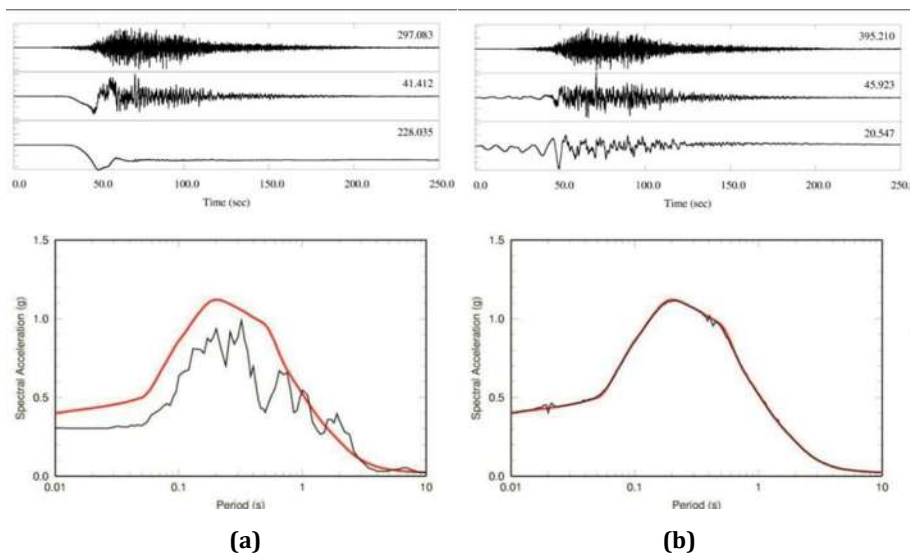 297.083
41.412
228.035
0.0 50.0 100.0 150.0 200.0 250.0
Time (sec)
395.210
45.923
20.547
0.0 50.0 100.0 150.0 200.0 250.0
Time (sec)
1.5
1.0
0.5
0.0
Spectral Acceleration (g)
0.01 0.1 1 10
Period (s)
1.5
1.0
0.5
0.0
Spectral Acceleration (g)
0.01 0.1 1 10
Period (s)
(a)
(b)